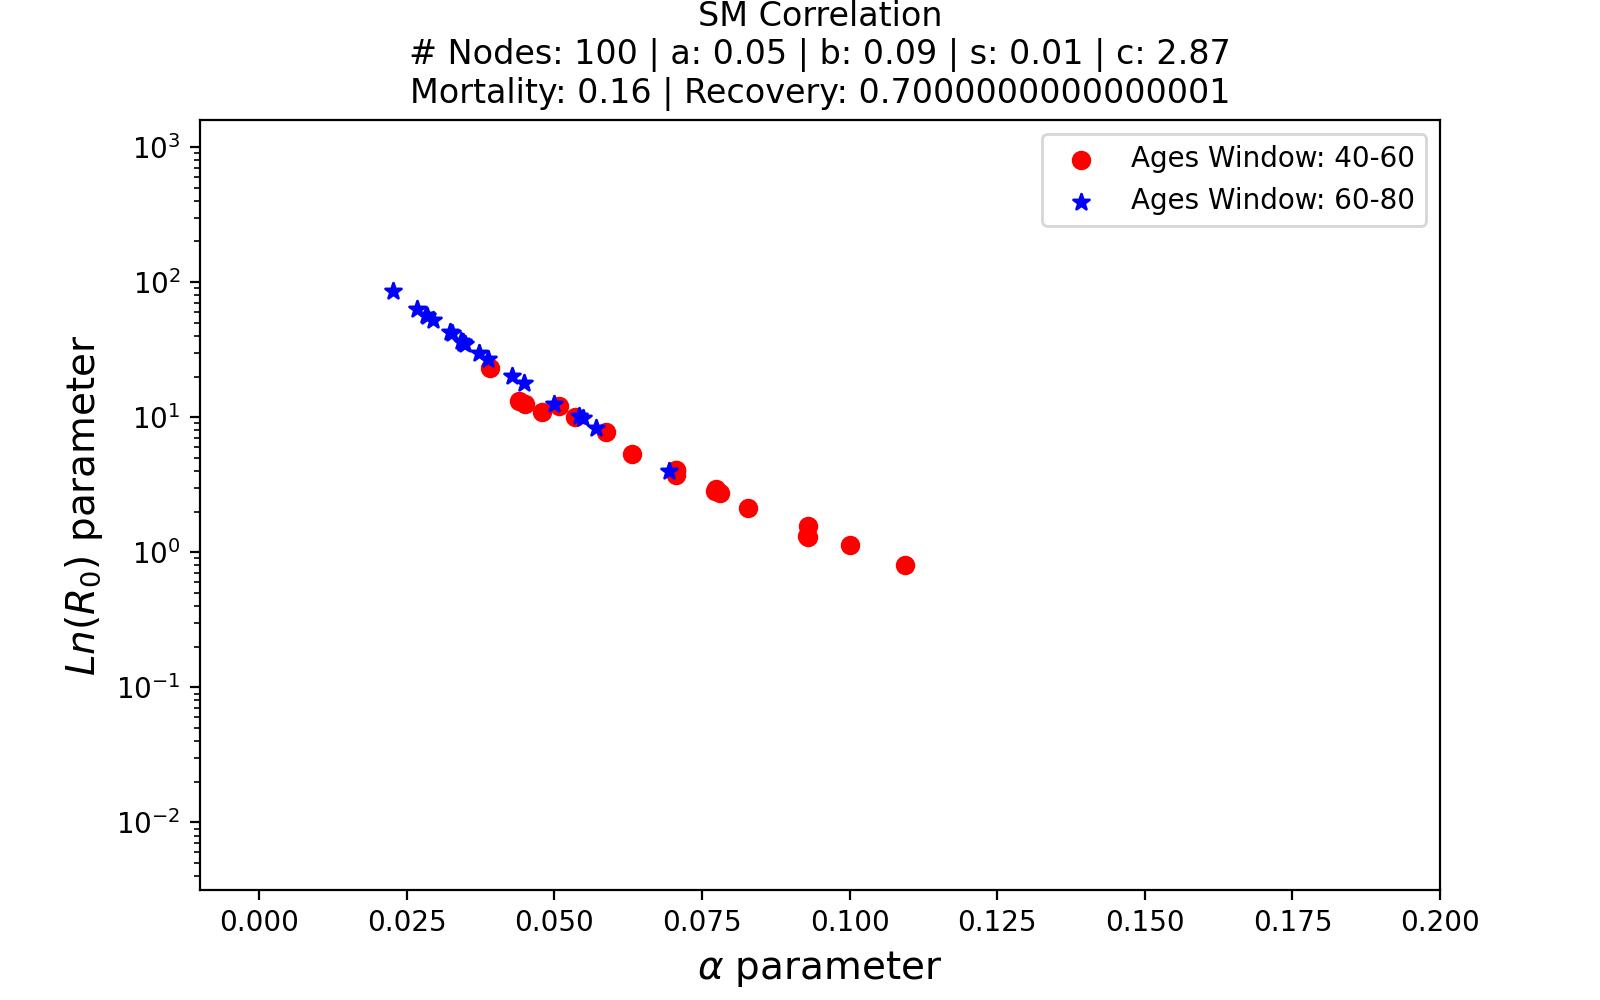 SM Correlation
# Nodes: 100 | a: 0.05 | b: 0.09 | s: 0.01 | c: 2.87
Mortality: 0.16 | Recovery: 0.7000000000000001
Ages Window: 40-60
Ages Window: 60-80
10³
10²
10¹
10⁰
10⁻¹
10⁻²
Ln(R₀) parameter
0.000 0.025 0.050 0.075 0.100 0.125 0.150 0.175 0.200
α parameter